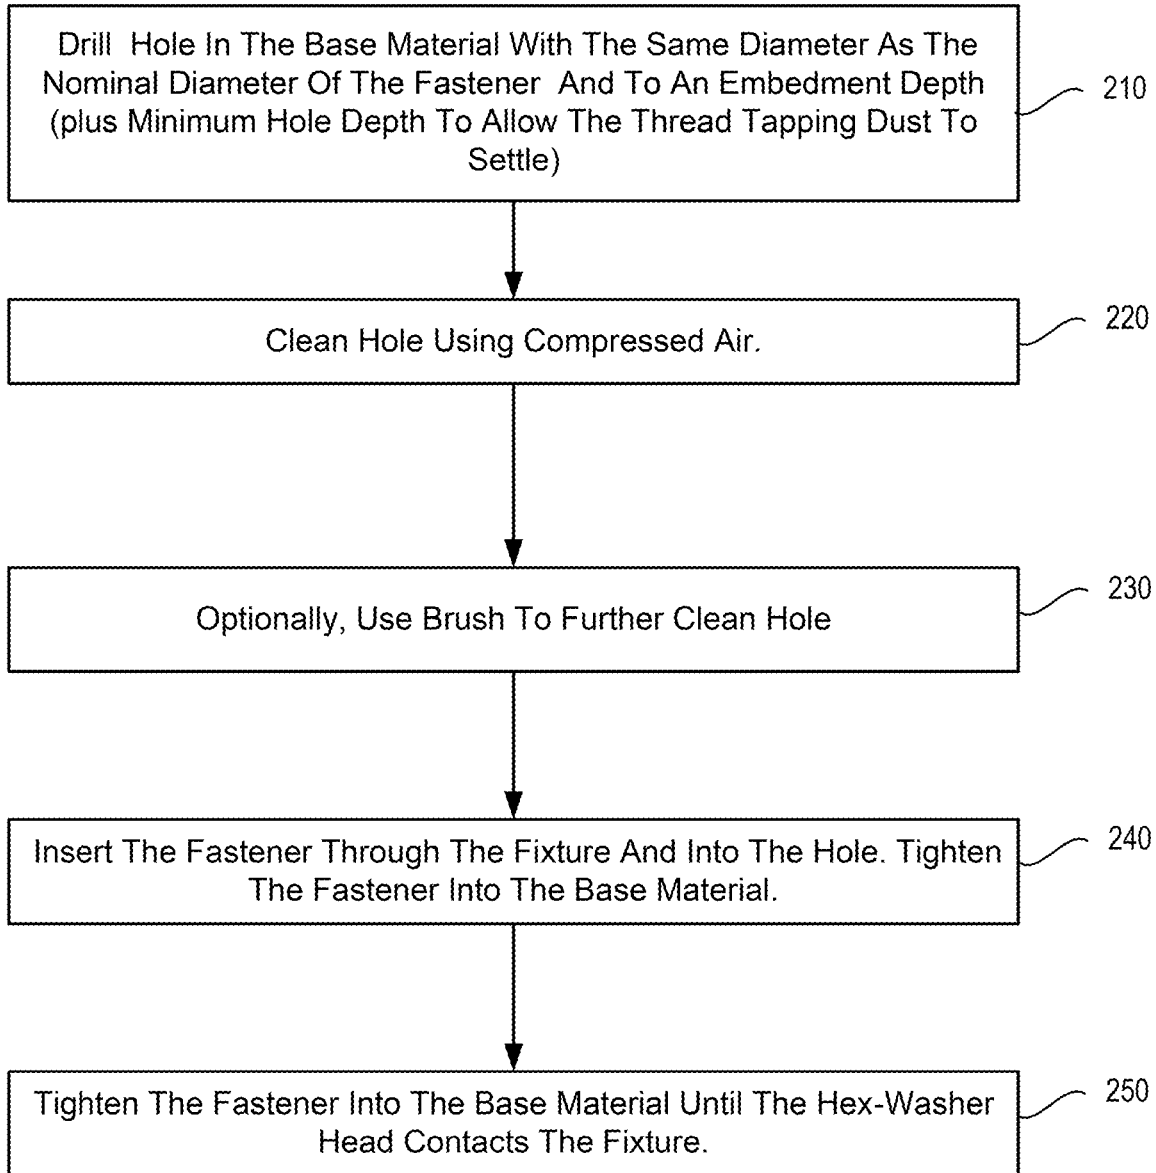 Drill Hole In The Base Material With The Same Diameter As The
Nominal Diameter Of The Fastener And To An Embedment Depth
(plus Minimum Hole Depth To Allow The Thread Tapping Dust To
Settle)
210
Clean Hole Using Compressed Air.
220
Optionally, Use Brush To Further Clean Hole
230
Insert The Fastener Through The Fixture And Into The Hole. Tighten
The Fastener Into The Base Material.
240
Tighten The Fastener Into The Base Material Until The Hex-Washer
Head Contacts The Fixture.
250